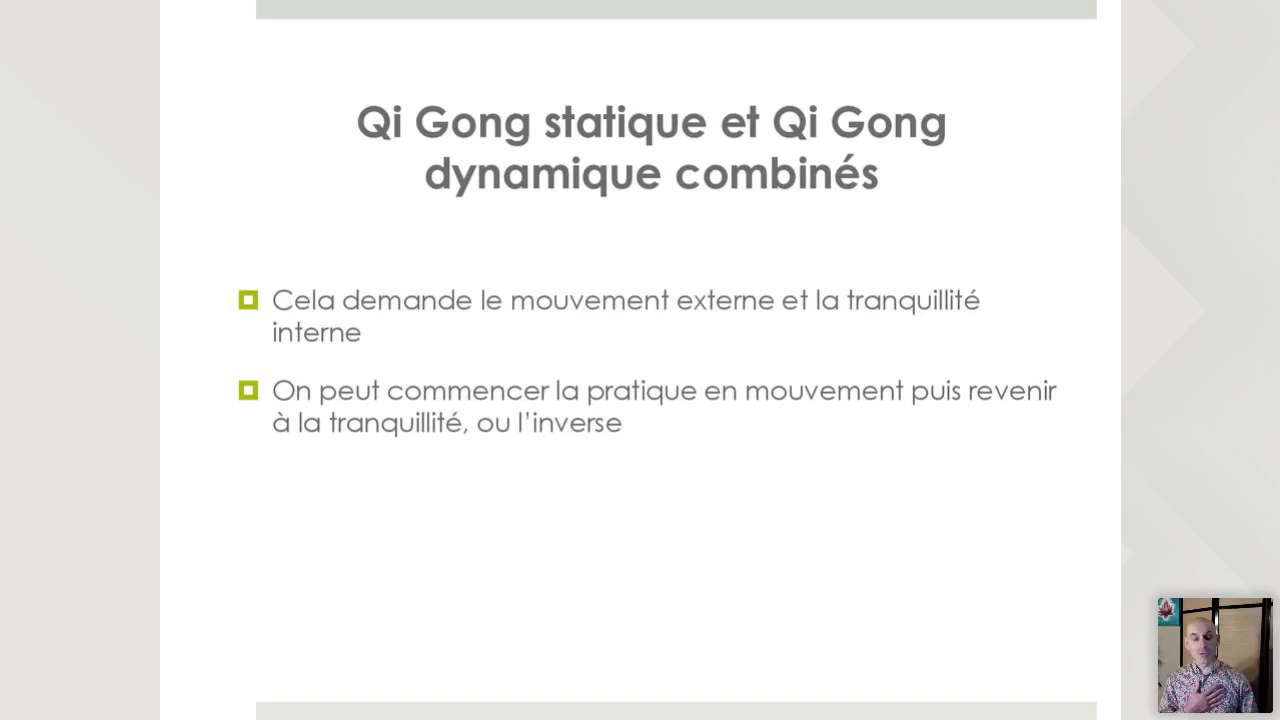 Qi Gong statique et Qi Gong
dynamique combinés
Cela demande le mouvement externe et la tranquillité
interne
On peut commencer la pratique en mouvement puis revenir
à la tranquillité, ou l'inverse